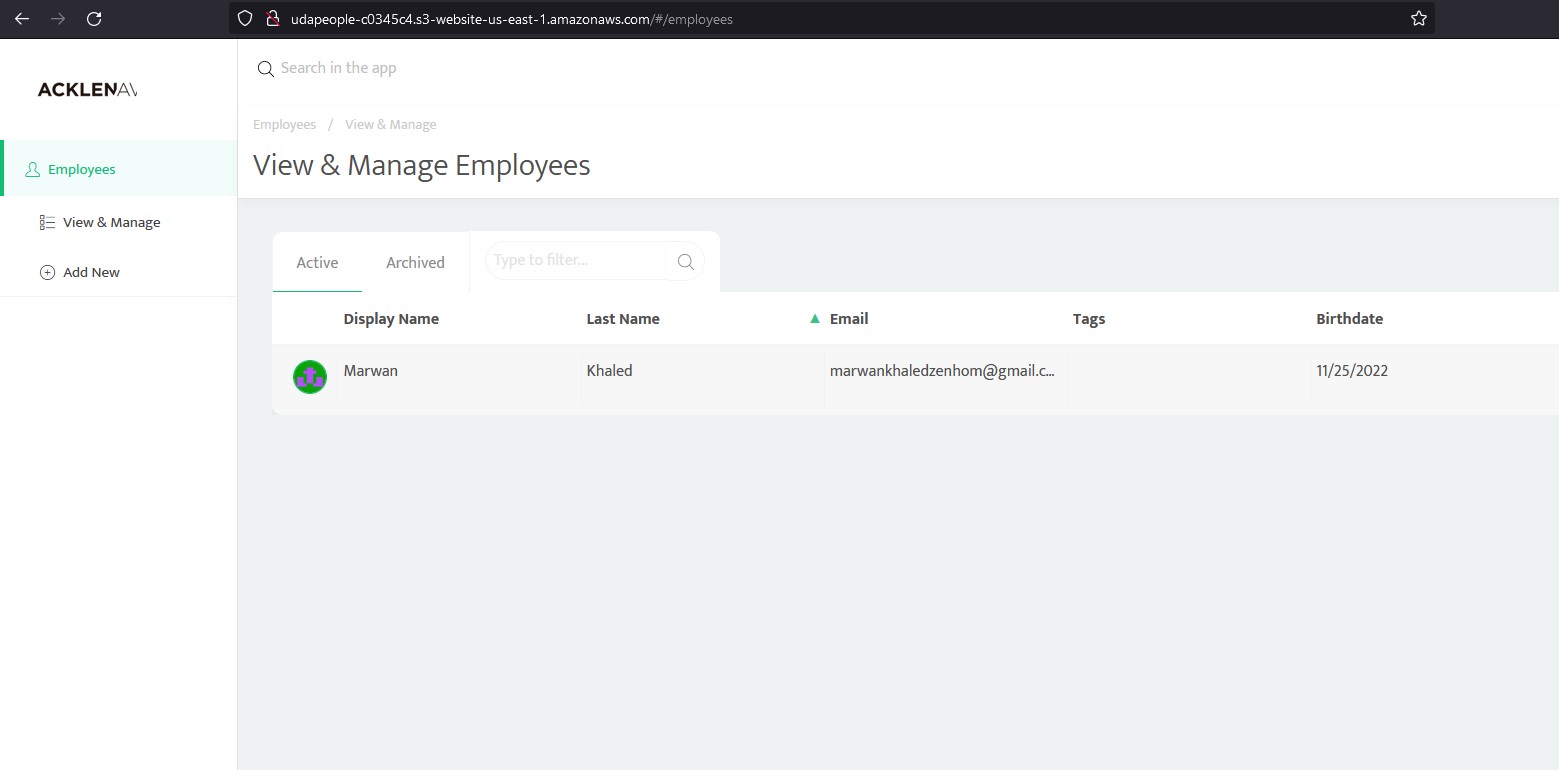 udapeople-c0345c4.s3-website-us-east-1.amazonaws.com/#/employees
ACKLENAV
Search in the app
Employees / View & Manage
View & Manage Employees
Employees
View & Manage
Add New
Active Archived Type to filter...
Display Name Last Name ▲ Email Tags Birthdate
Marwan Khaled marwankhaledzenhom@gmail.c... 11/25/2022